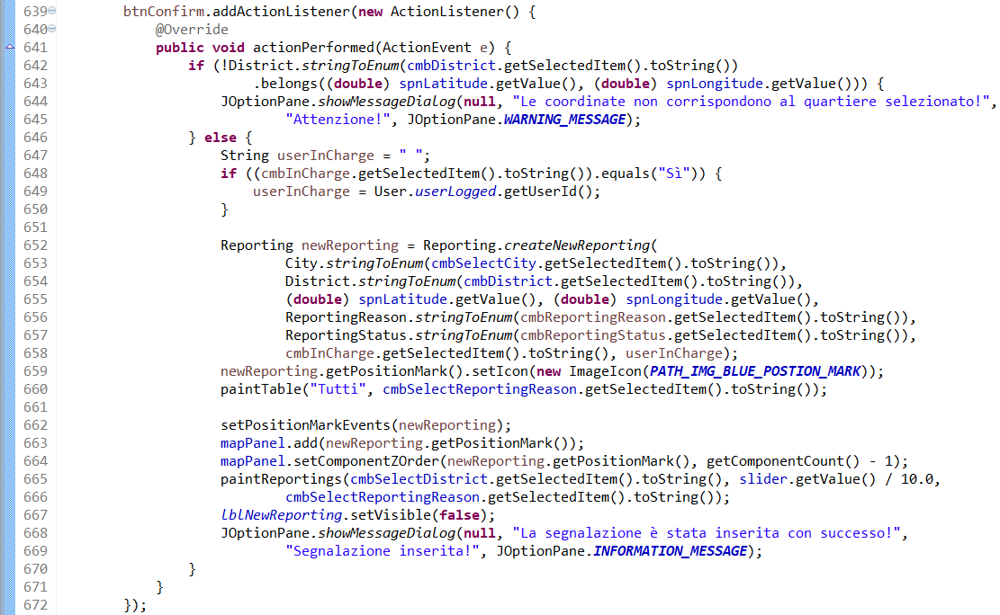 639 btnConfirm.addActionListener(new ActionListener() {
640 @Override
641 public void actionPerformed(ActionEvent e) {
642 if (!District.stringToEnum(cmbDistrict.getSelectedItem().toString())
643 .belongs((double) spnLatitude.getValue(), (double) spnLongitude.getValue())) {
644 JOptionPane.showMessageDialog(null, "Le coordinate non corrispondono al quartiere selezionato!",
645 "Attenzione!", JOptionPane.WARNING_MESSAGE);
646 } else {
647 String userInCharge = " ";
648 if ((cmbInCharge.getSelectedItem().toString()).equals("Sì")) {
649 userInCharge = User.userLogged.getUserId();
650 }
651
652 Reporting newReporting = Reporting.createNewReporting(
653 City.stringToEnum(cmbSelectCity.getSelectedItem().toString()),
654 District.stringToEnum(cmbDistrict.getSelectedItem().toString()),
655 (double) spnLatitude.getValue(), (double) spnLongitude.getValue(),
656 ReportingReason.stringToEnum(cmbReportingReason.getSelectedItem().toString()),
657 ReportingStatus.stringToEnum(cmbReportingStatus.getSelectedItem().toString()),
658 cmbInCharge.getSelectedItem().toString(), userInCharge);
659 newReporting.getPositionMark().setIcon(new ImageIcon(PATH_IMG_BLUE_POSTION_MARK));
660 paintTable("Tutti", cmbSelectReportingReason.getSelectedItem().toString());
661
662 setPositionMarkEvents(newReporting);
663 mapPanel.add(newReporting.getPositionMark());
664 mapPanel.setComponentZOrder(newReporting.getPositionMark(), getComponentCount() - 1);
665 paintReportings(cmbSelectDistrict.getSelectedItem().toString(), slider.getValue() / 10.0,
666 cmbSelectReportingReason.getSelectedItem().toString());
667 lblNewReporting.setVisible(false);
668 JOptionPane.showMessageDialog(null, "La segnalazione è stata inserita con successo!",
669 "Segnalazione inserita!", JOptionPane.INFORMATION_MESSAGE);
670 }
671 }
672 });